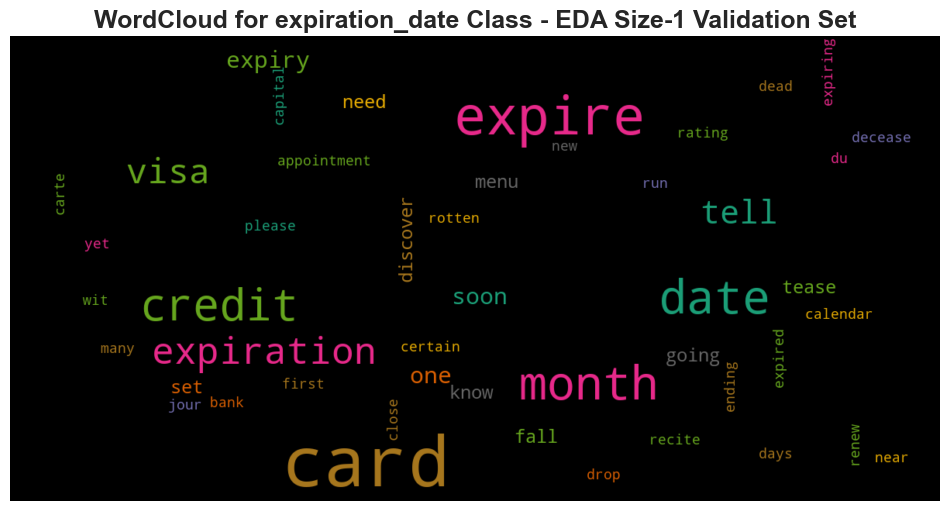 WordCloud for expiration_date Class - EDA Size-1 Validation Set
expiry
expiring
capital
dead
need
expire
rating
decease
new
appointment
du
visa
menu
run
carte
discover
tell
rotten
please
yet
tease
soon
date
wit
credit
calendar
many
expiration
certain
going
expired
one
month
ending
set
first
know
jour
bank
close
fall
recite
renew
card
days
near
drop